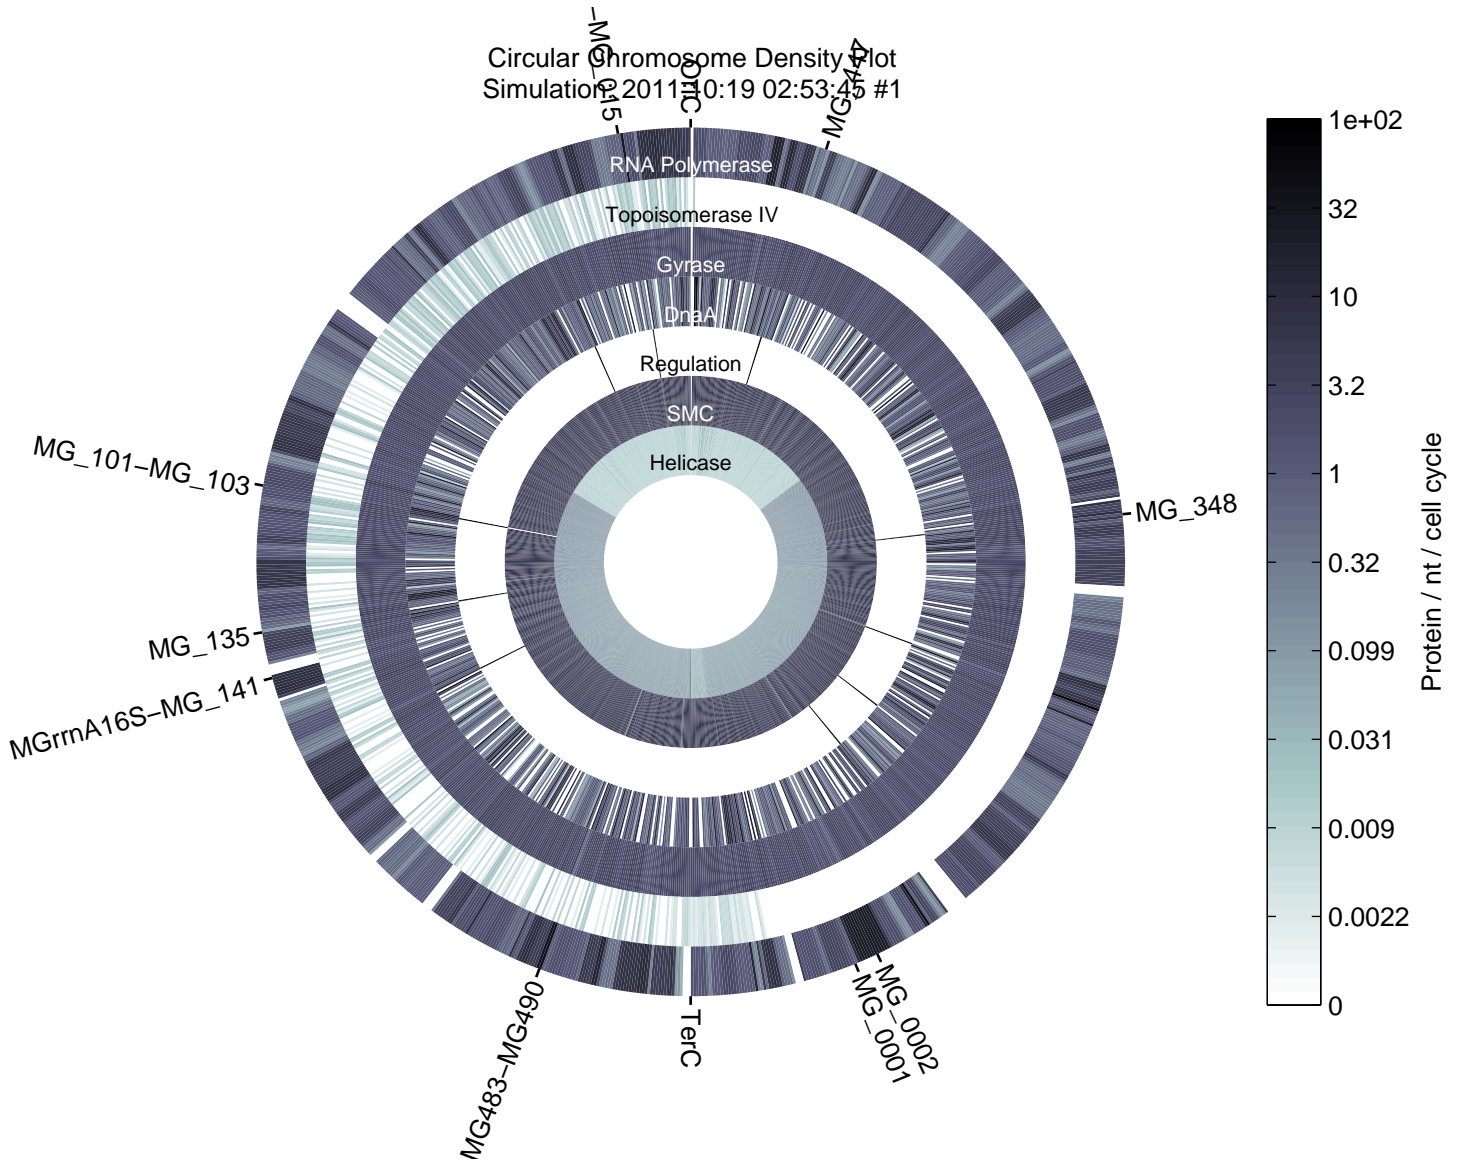 Circular Chromosome Density Plot
Simulation: 2011:10:19 02:53:45 #1
–MG_015
OriC
MG_447
RNA Polymerase
Topoisomerase IV
Gyrase
DnaA
Regulation
SMC
Helicase
MG_101–MG_103
MG_348
MG_135
MGrrnA16S–MG_141
MG_0002
MG_0001
TerC
MG483–MG490
1e+02
32
10
3.2
1
0.32
0.099
0.031
0.009
0.0022
0
Protein / nt / cell cycle